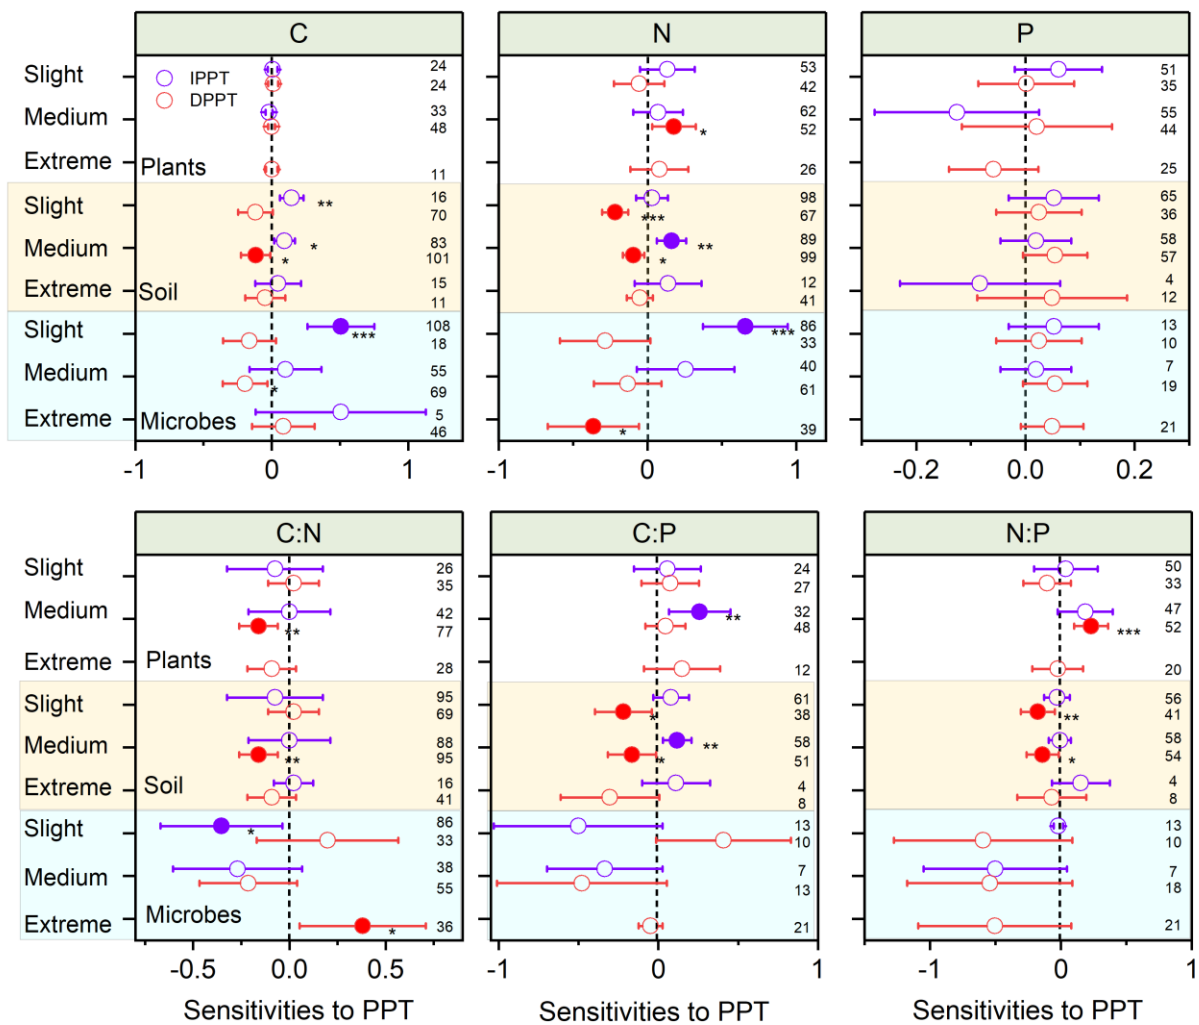 C
N
P
Slight
Medium
Extreme
IPPT
DPPT
Plants
24
24
33
48
11
53
42
62
52
*
26
51
35
55
44
25
Slight
Medium
Extreme
Soil
16
**
70
83
*
101
*
15
11
98
67
***
89
**
99
*
12
41
65
36
58
57
4
12
Slight
Medium
Extreme
Microbes
108
***
18
55
69
*
5
46
86
***
33
40
61
39
*
13
10
7
19
21
-1 0 1
-1 0 1
-0.2 0.0 0.2
C:N
C:P
N:P
Slight
Medium
Extreme
Plants
26
35
42
77
**
28
24
27
32
**
48
12
50
33
47
52
***
20
Slight
Medium
Extreme
Soil
95
69
88
95
**
16
41
61
38
*
58
**
51
*
4
8
56
41
**
58
54
*
4
8
Slight
Medium
Extreme
Microbes
86
*
33
38
55
36
*
13
10
7
13
21
13
10
7
18
21
-0.5 0.0 0.5
-1 0 1
-1 0 1
Sensitivities to PPT
Sensitivities to PPT
Sensitivities to PPT